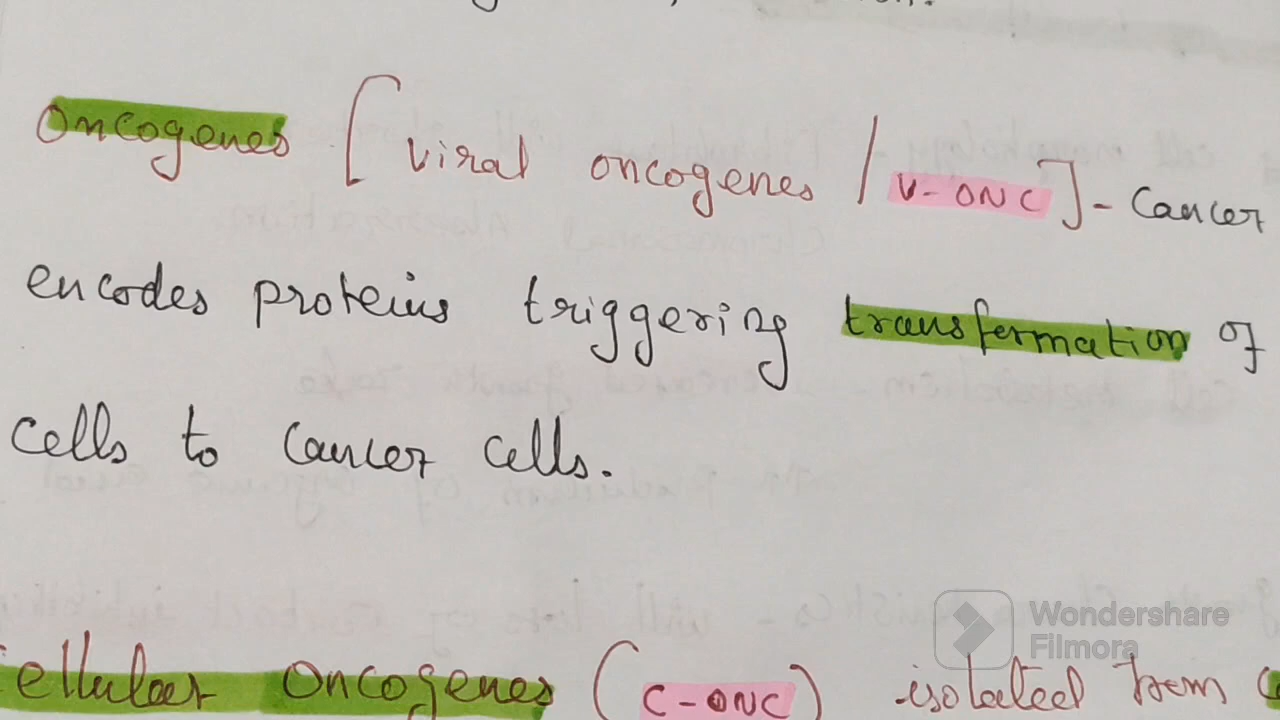 Oncogenes [ viral oncogenes / V-ONC ] - Cancer
encodes proteins triggering transformation of
cells to cancer cells.
Wondershare
Filmora
cellular oncogenes ( C-ONC ) isolated from